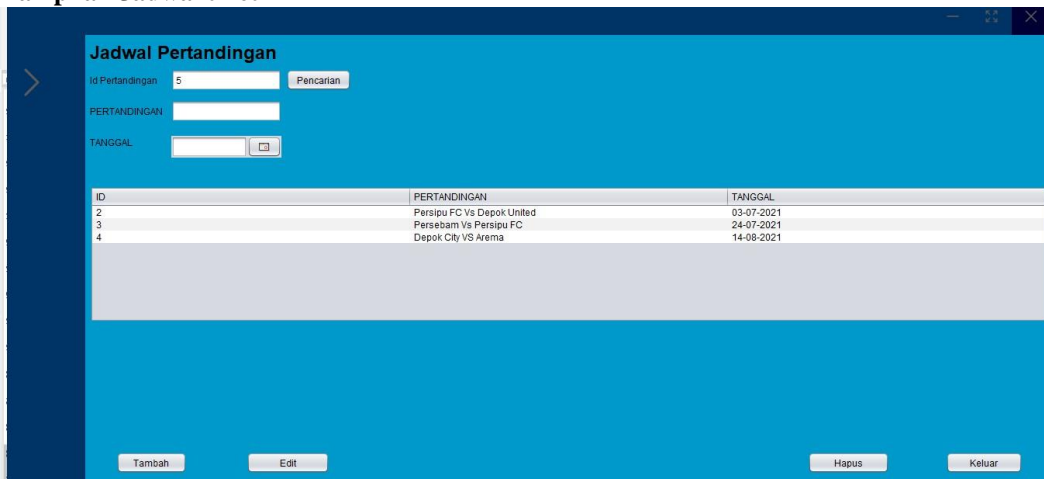 Jadwal Pertandingan
Id Pertandingan 5 Pencarian
PERTANDINGAN
TANGGAL
ID PERTANDINGAN TANGGAL
2 Persipu FC Vs Depok United 03-07-2021
3 Persebam Vs Persipu FC 24-07-2021
4 Depok City VS Arema 14-08-2021
Tambah Edit Hapus Keluar